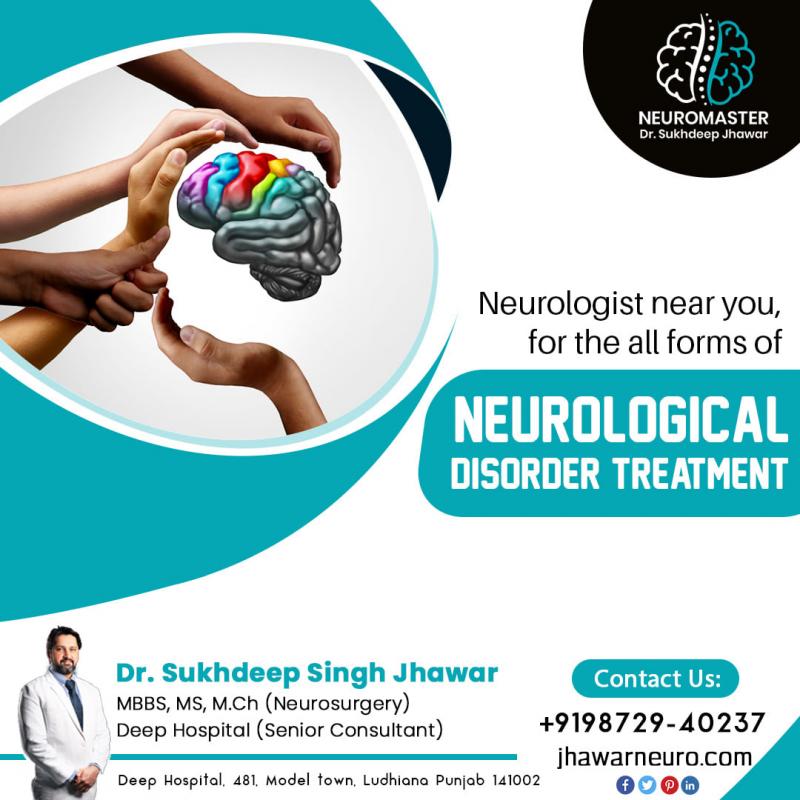 NEUROMASTER
Dr. Sukhdeep Jhawar
Neurologist near you,
for the all forms of
NEUROLOGICAL
DISORDER TREATMENT
Dr. Sukhdeep Singh Jhawar
MBBS, MS, M.Ch (Neurosurgery)
Deep Hospital (Senior Consultant)
Deep Hospital, 481, Model town, Ludhiana Punjab 141002
Contact Us:
+9198729-40237
jhawarneuro.com